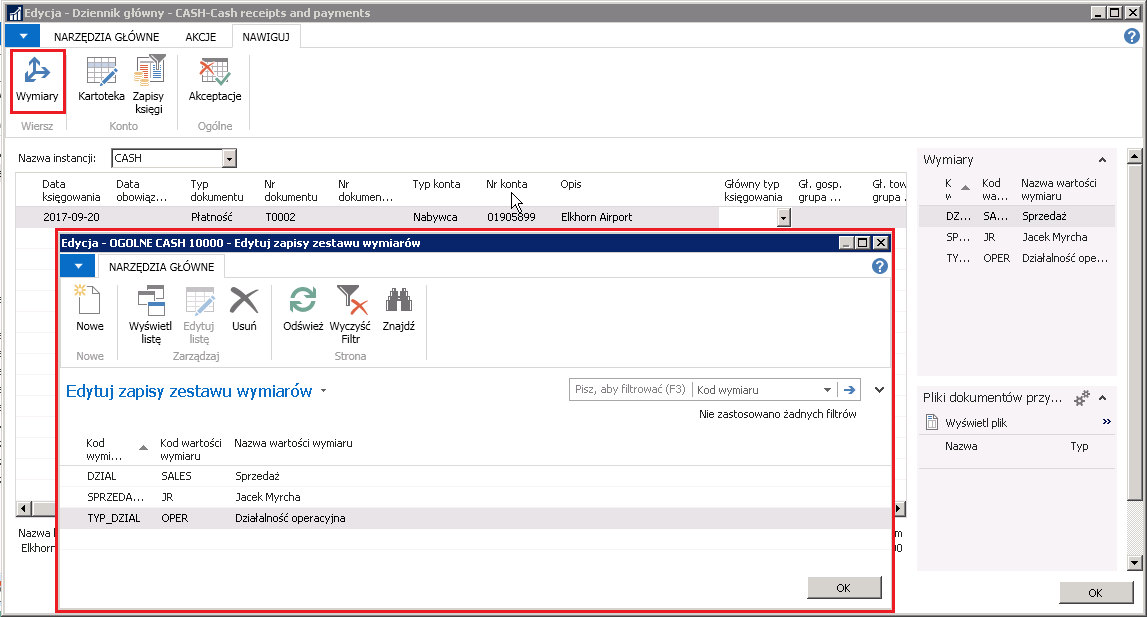 Edycja - Dziennik główny - CASH-Cash receipts and payments
NARZĘDZIA GŁÓWNE AKCJE NAWIGUJ
Wymiary Kartoteka Zapisy księgi Akceptacje
Wiersz Konto Ogólne
Nazwa instancji: CASH
Data księgowania Data obowiąz... Typ dokumentu Nr dokumentu Nr dokumen... Typ konta Nr konta Opis Główny typ księgowania Gł. gosp. grupa ... Gł. tow grupa
2017-09-20 Płatność T0002 Nabywca 01905899 Elkhorn Airport
Edycja - OGOLNE CASH 10000 - Edytuj zapisy zestawu wymiarów
NARZĘDZIA GŁÓWNE
Nowe Wyświetl listę Edytuj listę Usuń Odśwież Wyczyść Filtr Znajdź
Nowe Zarządzaj Strona
Edytuj zapisy zestawu wymiarów
Pisz, aby filtrować (F3) Kod wymiaru
Nie zastosowano żadnych filtrów
Kod wymi... Kod wartości wymiaru Nazwa wartości wymiaru
DZIAL SALES Sprzedaż
SPRZEDA... JR Jacek Myrcha
TYP_DZIAL OPER Działalność operacyjna
OK
Nazwa
Elkhorn
Wymiary
K w Kod wa... Nazwa wartości wymiaru
DZ... SA... Sprzedaż
SP... JR Jacek Myrcha
TY... OPER Działalność ope...
Pliki dokumentów przy...
Wyświetl plik
Nazwa Typ
OK